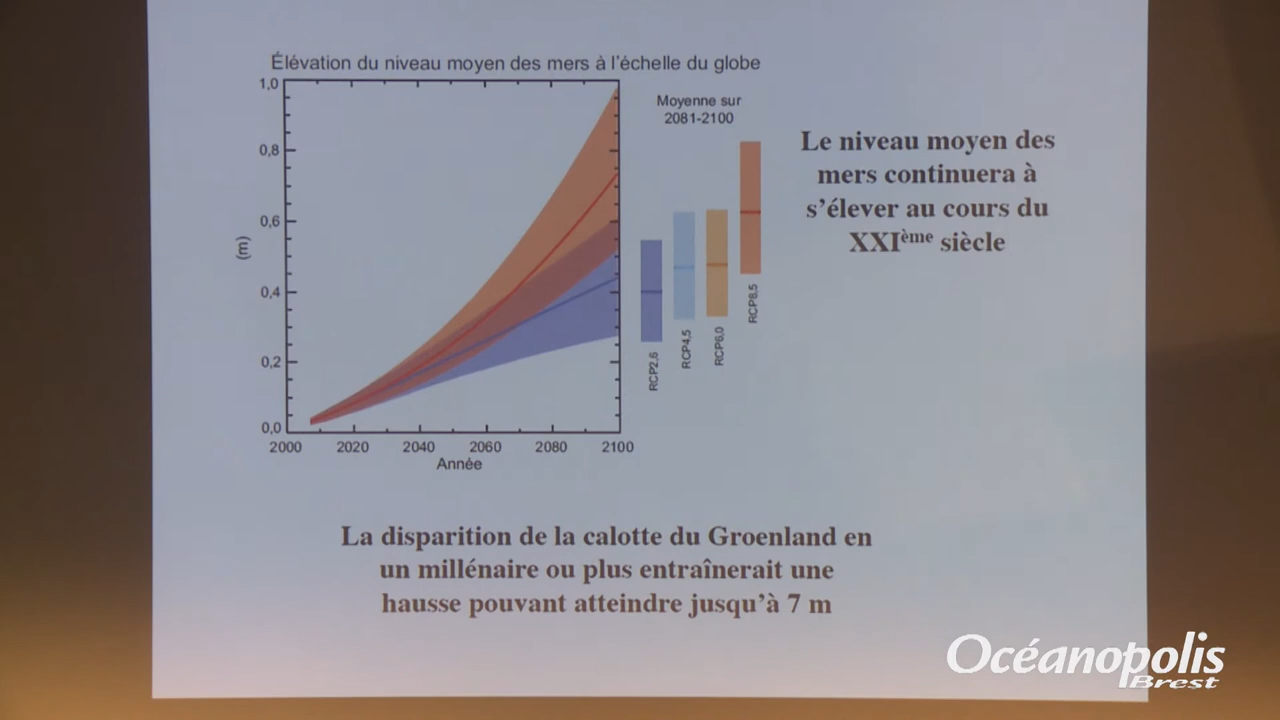 Élévation du niveau moyen des mers à l'échelle du globe
1,0
0,8
0,6
0,4
0,2
0,0
(m)
2000 2020 2040 2060 2080 2100
Année
Moyenne sur
2081-2100
RCP2,6
RCP4,5
RCP6,0
RCP8,5
Le niveau moyen des
mers continuera à
s'élever au cours du
XXIème siècle
La disparition de la calotte du Groenland en
un millénaire ou plus entraînerait une
hausse pouvant atteindre jusqu'à 7 m
Océanopolis
Brest